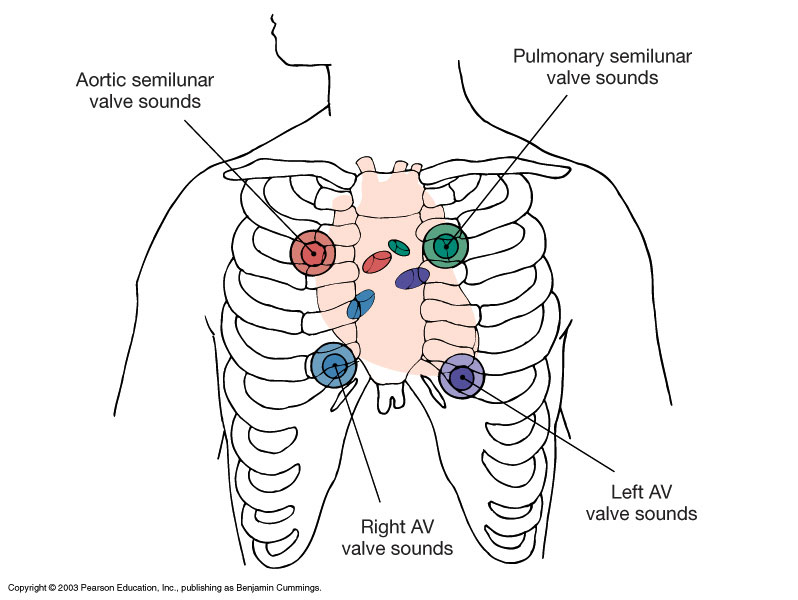 Aortic semilunar
valve sounds
Pulmonary semilunar
valve sounds
Left AV
valve sounds
Right AV
valve sounds
Copyright © 2003 Pearson Education, Inc., publishing as Benjamin Cummings.